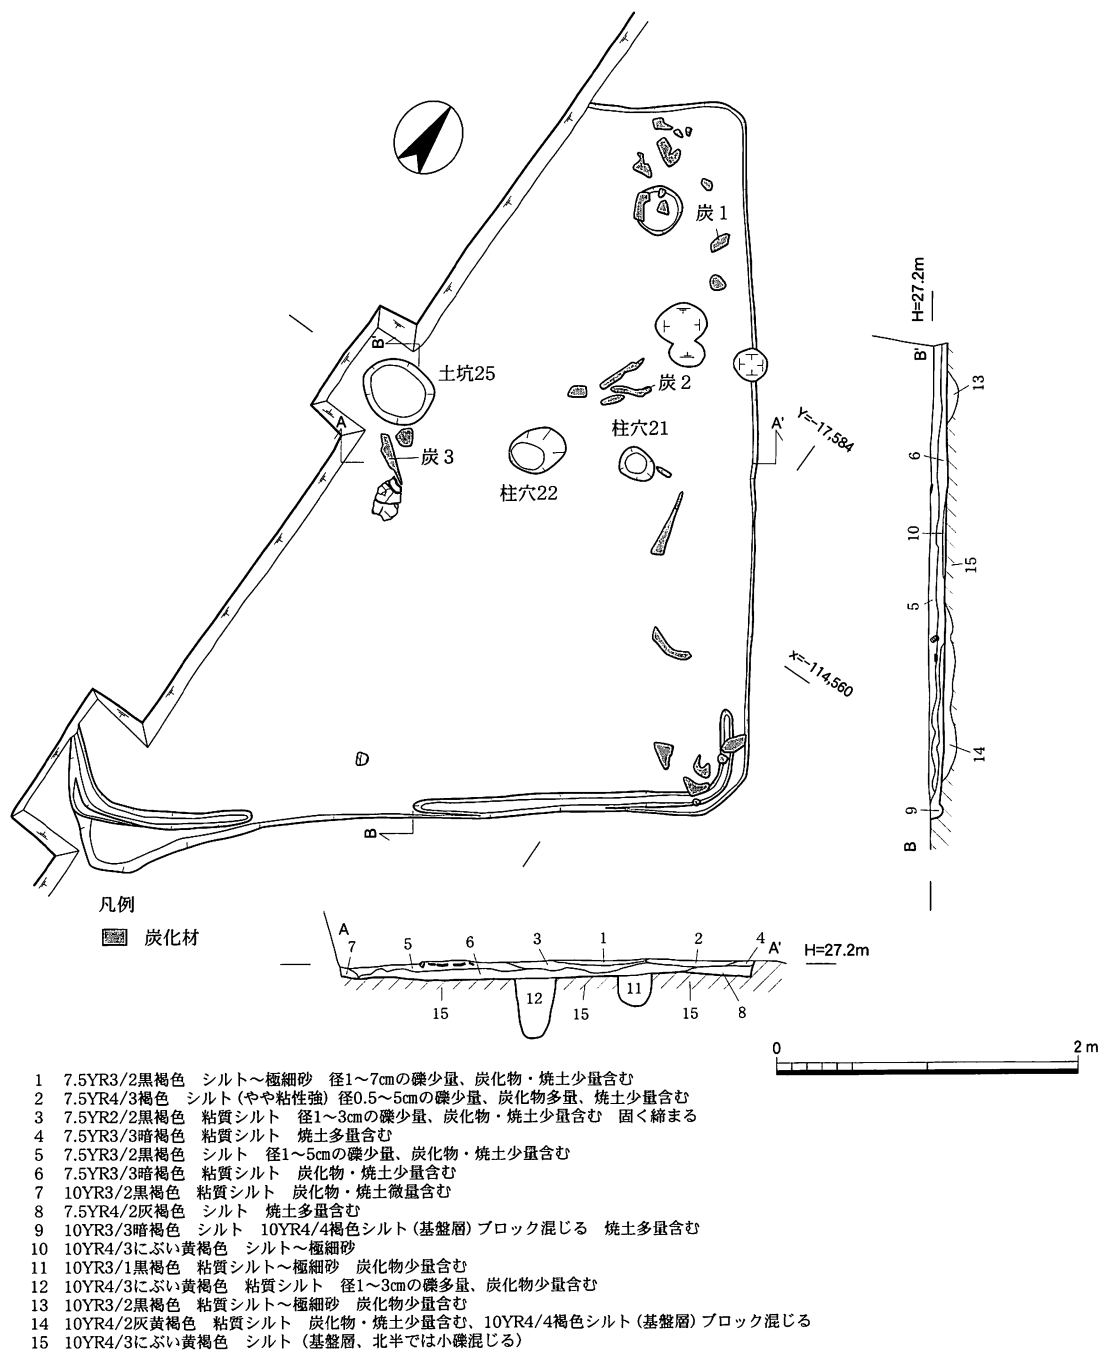 炭1
H=27.2m
B'
土坑25
炭2
B'
13
柱穴21
A
A'
Y=-17,584
炭3
柱穴22
6
10
15
5
X=-114,560
14
9
B
B
凡例
炭化材
A
7
5
6
3
1
2
4
A'
H=27.2m
15
12
15
11
15
8
0
2 m
1 7.5YR3/2黒褐色 シルト〜極細砂 径1〜7㎝の礫少量、炭化物・焼土少量含む
2 7.5YR4/3褐色 シルト(やや粘性強) 径0.5〜5㎝の礫少量、炭化物多量、焼土少量含む
3 7.5YR2/2黒褐色 粘質シルト 径1〜3㎝の礫少量、炭化物・焼土少量含む 固く締まる
4 7.5YR3/3暗褐色 粘質シルト 焼土多量含む
5 7.5YR3/2黒褐色 シルト 径1〜5㎝の礫少量、炭化物・焼土少量含む
6 7.5YR3/3暗褐色 粘質シルト 炭化物・焼土少量含む
7 10YR3/2黒褐色 粘質シルト 炭化物・焼土微量含む
8 7.5YR4/2灰褐色 シルト 焼土多量含む
9 10YR3/3暗褐色 シルト 10YR4/4褐色シルト(基盤層)ブロック混じる 焼土多量含む
10 10YR4/3にぶい黄褐色 シルト〜極細砂
11 10YR3/1黒褐色 粘質シルト〜極細砂 炭化物少量含む
12 10YR4/3にぶい黄褐色 粘質シルト 径1〜3㎝の礫多量、炭化物少量含む
13 10YR3/2黒褐色 粘質シルト〜極細砂 炭化物少量含む
14 10YR4/2灰黄褐色 粘質シルト 炭化物・焼土少量含む、10YR4/4褐色シルト(基盤層)ブロック混じる
15 10YR4/3にぶい黄褐色 シルト(基盤層、北半では小礫混じる)